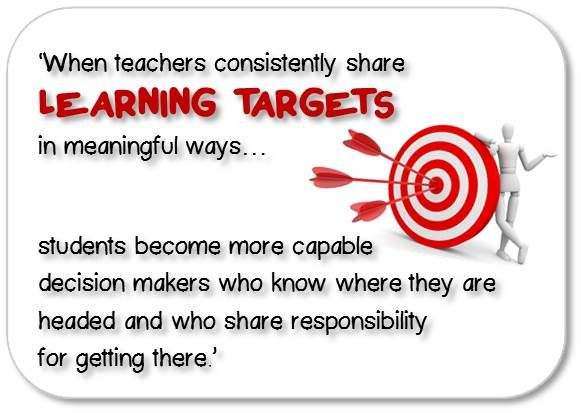 'When teachers consistently share
LEARNING TARGETS
in meaningful ways...
students become more capable
decision makers who know where they are
headed and who share responsibility
for getting there.'